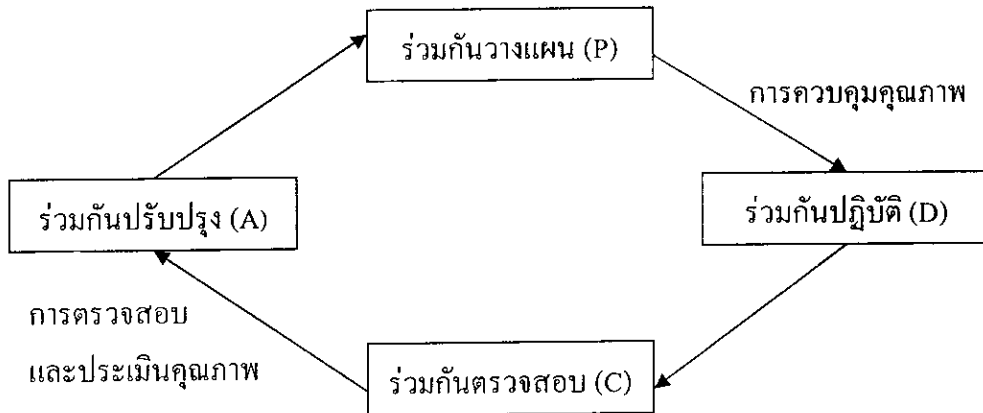 ร่วมกันวางแผน (P)
การควบคุมคุณภาพ
ร่วมกันปรับปรุง (A)
ร่วมกันปฏิบัติ (D)
การตรวจสอบ
และประเมินคุณภาพ
ร่วมกันตรวจสอบ (C)